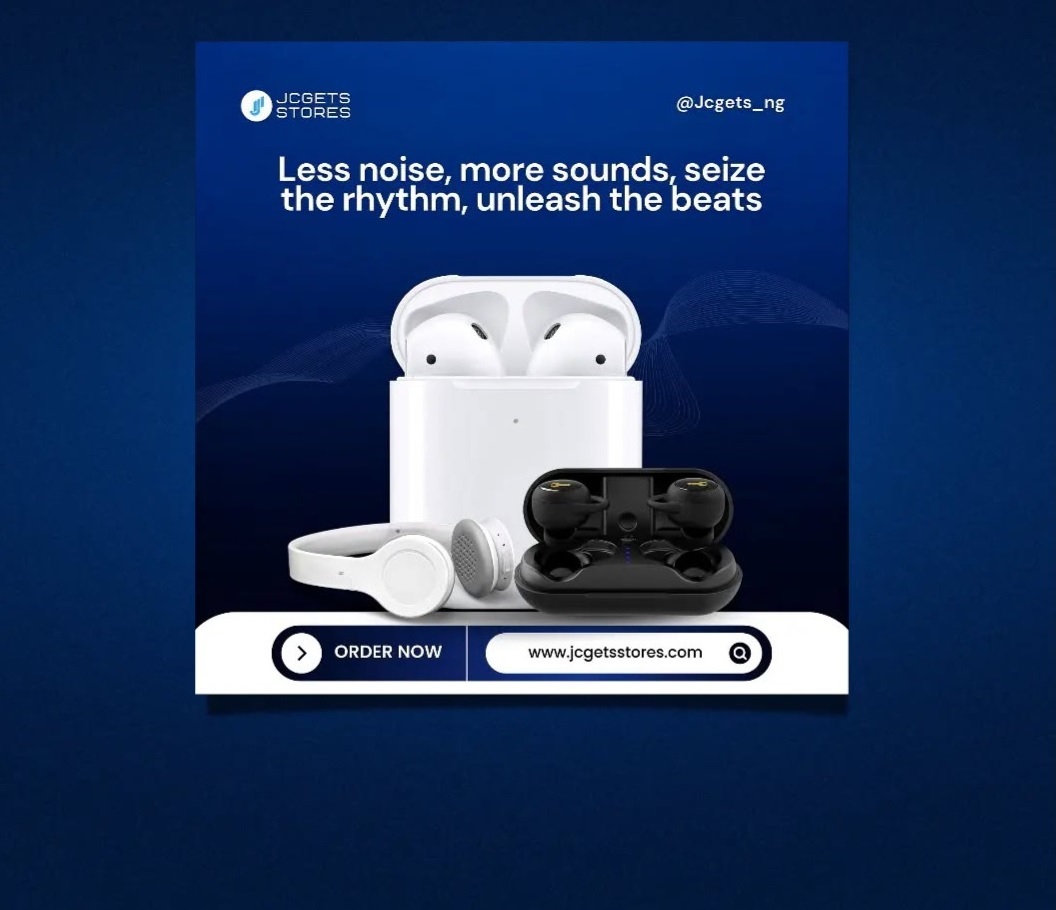 JCGETS
STORES
@Jcgets_ng
Less noise, more sounds, seize
the rhythm, unleash the beats
ORDER NOW
www.jcgetsstores.com